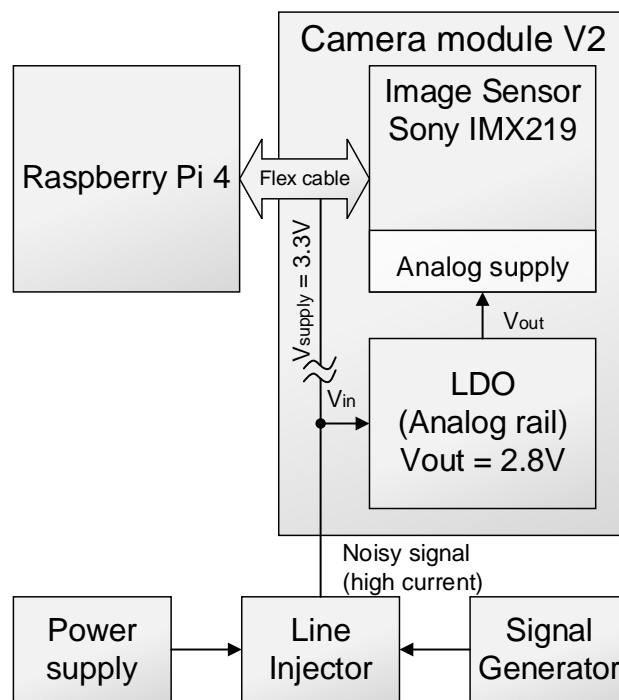 Camera module V2
Image Sensor
Sony IMX219
Raspberry Pi 4
Flex cable
Vsupply = 3.3V
Analog supply
Vout
Vin
LDO
(Analog rail)
Vout = 2.8V
Noisy signal
(high current)
Power
supply
Line
Injector
Signal
Generator